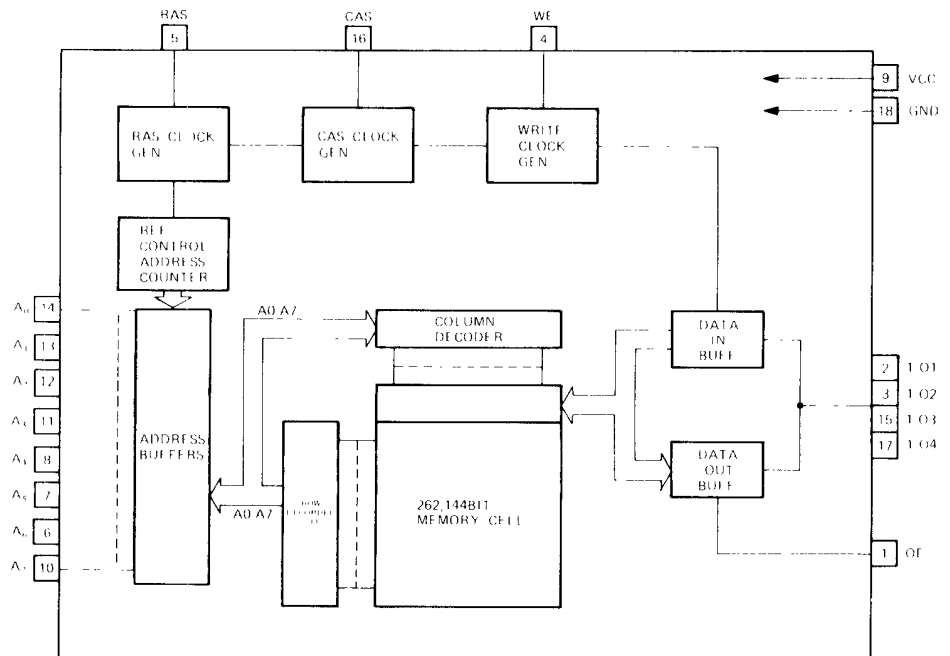 RAS CAS WE
5 16 4
9 VCC
18 GND
RAS CLOCK
GEN
CAS CLOCK
GEN
WRITE
CLOCK
GEN
REF
CONTROL
ADDRESS
COUNTER
14
13
12
11
8
7
6
10
ADDRESS
BUFFERS
A0 A7
COLUMN
DECODER
A0 A7
ROW
262,144BIT
MEMORY CELL
DATA
IN
BUFF
DATA
OUT
BUFF
2 I O1
3 I O2
15 I O3
17 I O4
1 OE